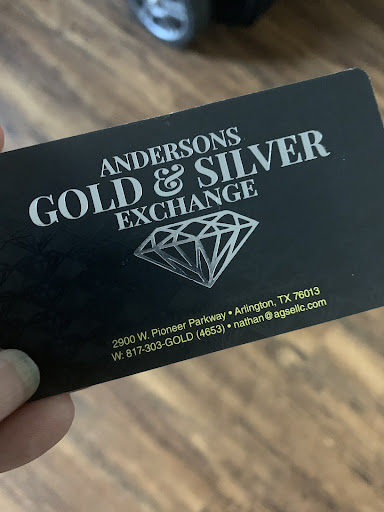 ANDERSONS
GOLD & SILVER
EXCHANGE
2900 W. Pioneer Parkway • Arlington, TX 76013
W: 817-303-GOLD (4653) • nathan@agsellc.com